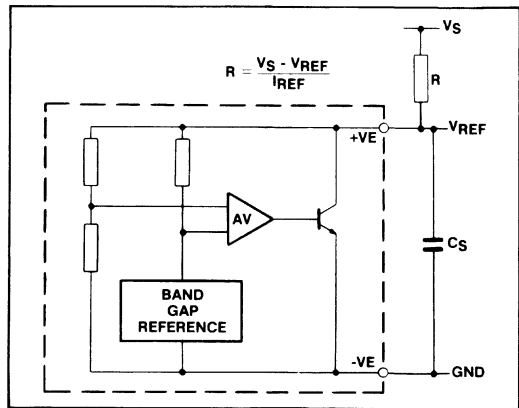 VS
R = VS - VREF
IREF
R
+VE
VREF
AV
CS
BAND
GAP
REFERENCE
-VE
GND